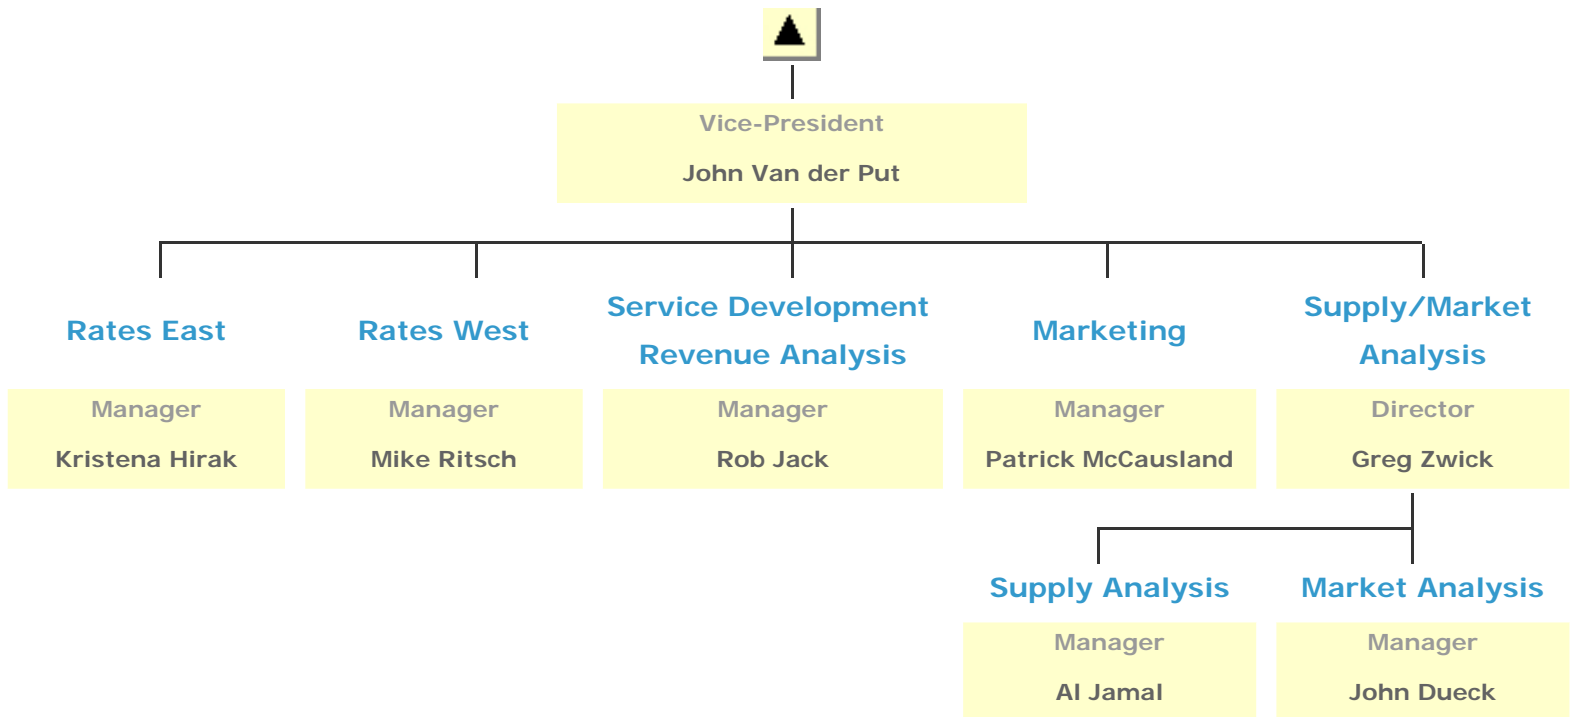 Vice-President
John Van der Put
Rates East
Manager
Kristena Hirak
Rates West
Manager
Mike Ritsch
Service Development
Revenue Analysis
Manager
Rob Jack
Marketing
Manager
Patrick McCausland
Supply/Market
Analysis
Director
Greg Zwick
Supply Analysis
Manager
Al Jamal
Market Analysis
Manager
John Dueck